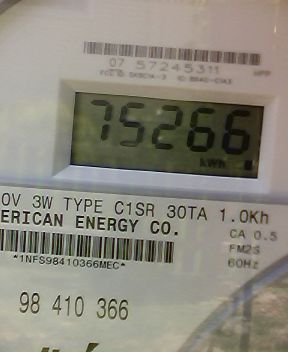 07 57245311
HPP
75266
kWh
0V 3W TYPE C1SR 30TA 1.0Kh
ERICAN ENERGY CO.
CA 0.5
FM2S
60Hz
*1NFS98410366MEC*
98 410 366